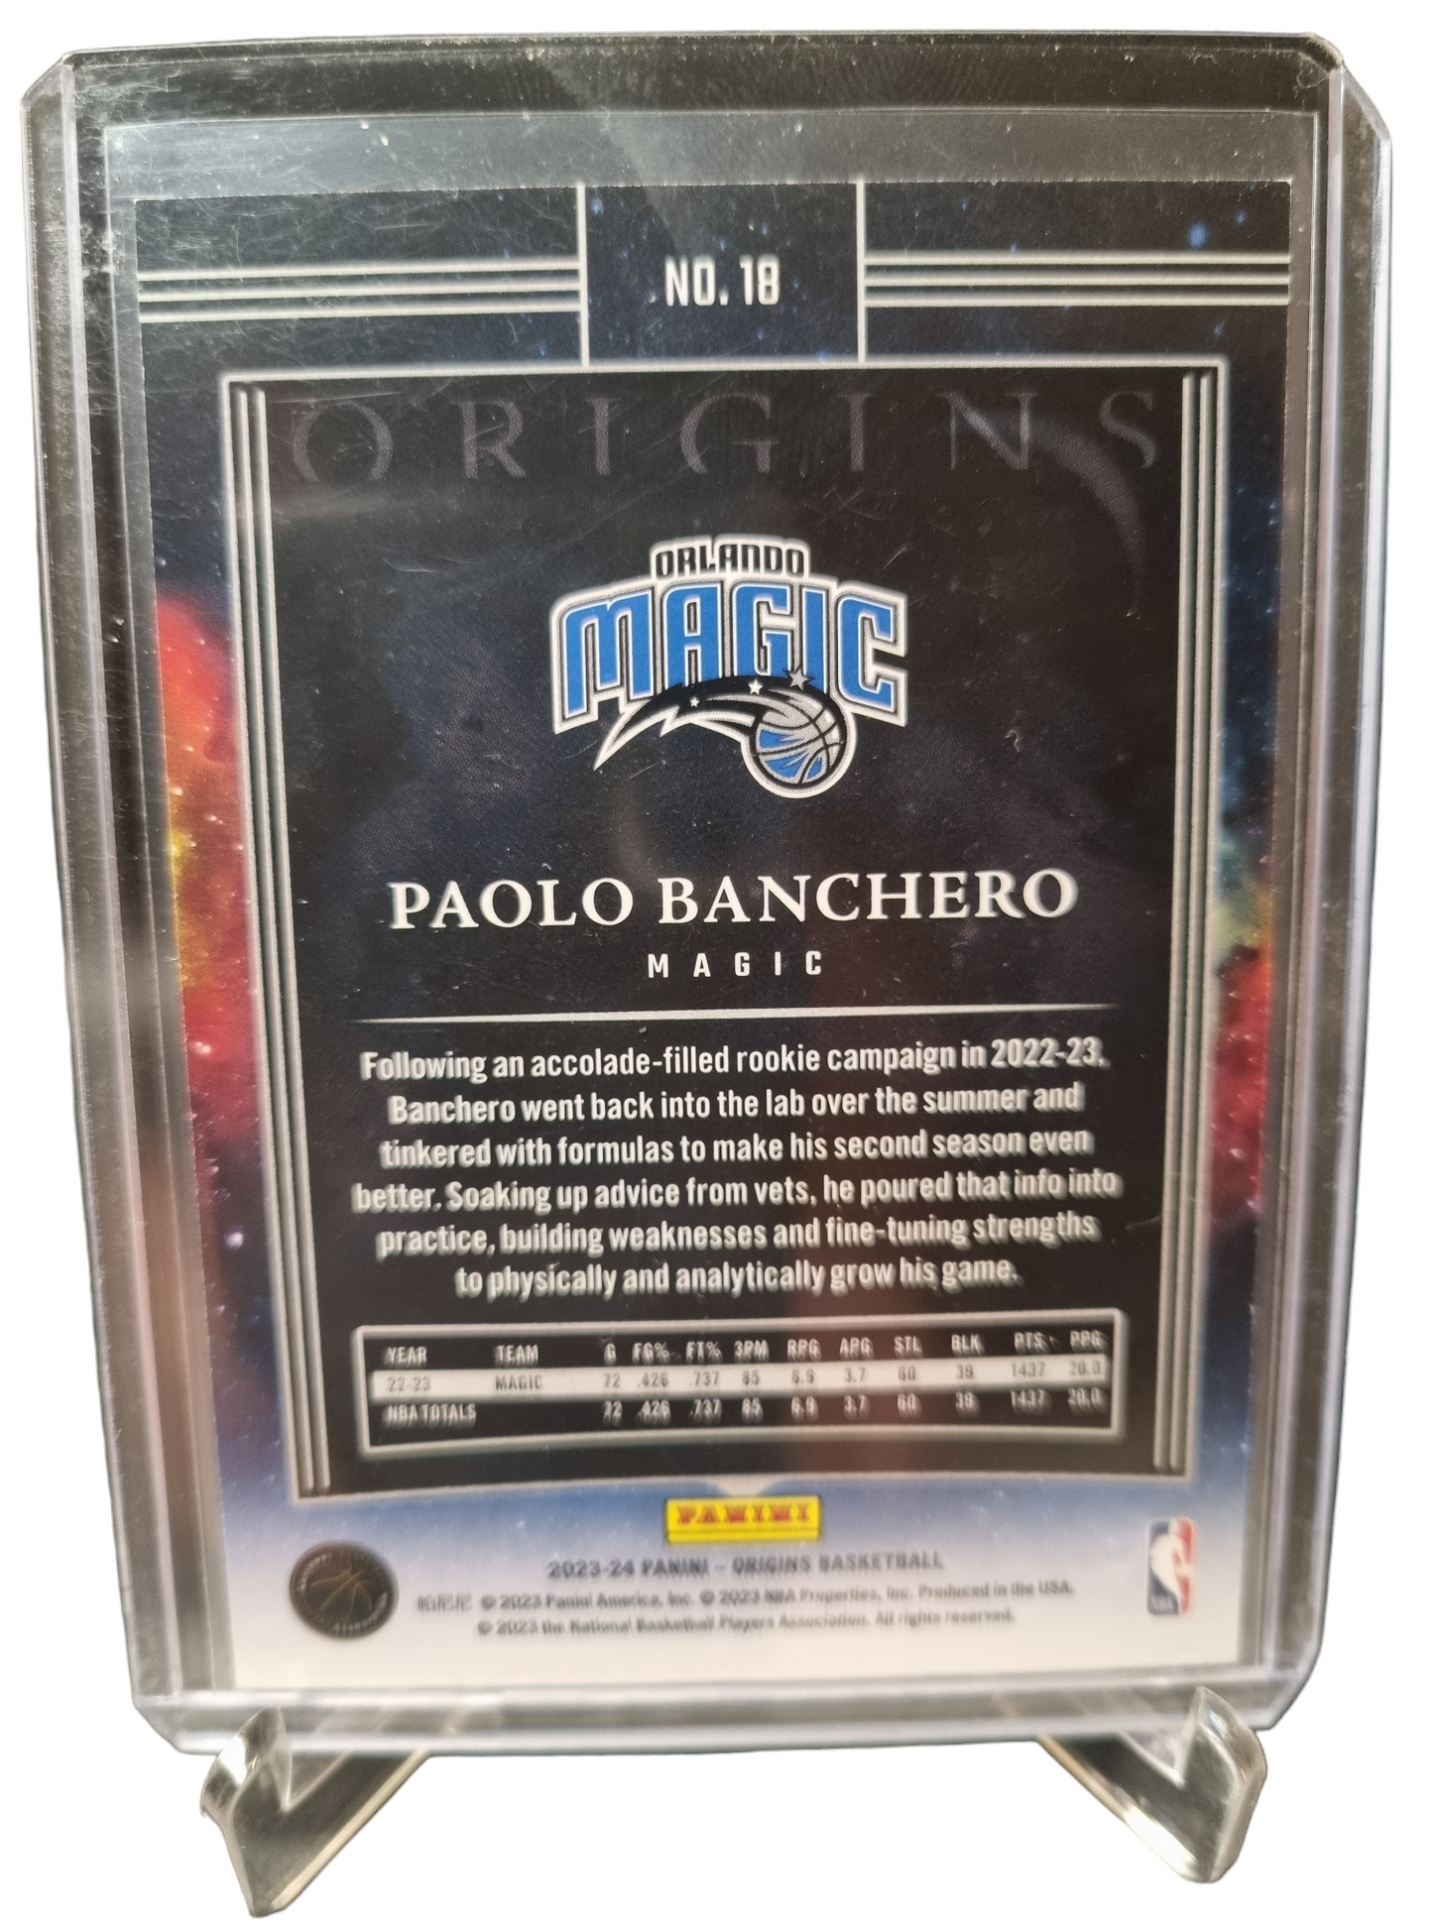 NO. 18
ORIGINS
ORLANDO
MAGIC
PAOLO BANCHERO
MAGIC
Following an accolade-filled rookie campaign in 2022-23,
Banchero went back into the lab over the summer and
tinkered with formulas to make his second season even
better. Soaking up advice from vets, he poured that info into
practice, building weaknesses and fine-tuning strengths
to physically and analytically grow his game.
YEAR TEAM G FG% FT% 3PM RPG APG STL BLK PTS PPG
22-23 MAGIC 72 .426 .737 85 6.9 3.7 60 39 1437 20.0
NBA TOTALS 72 .426 .737 85 6.9 3.7 60 39 1437 20.0
PANINI
2023-24 PANINI – ORIGINS BASKETBALL
© 2023 Panini America, Inc. © 2023 NBA Properties, Inc. Produced in the USA.
© 2023 the National Basketball Players Association. All rights reserved.